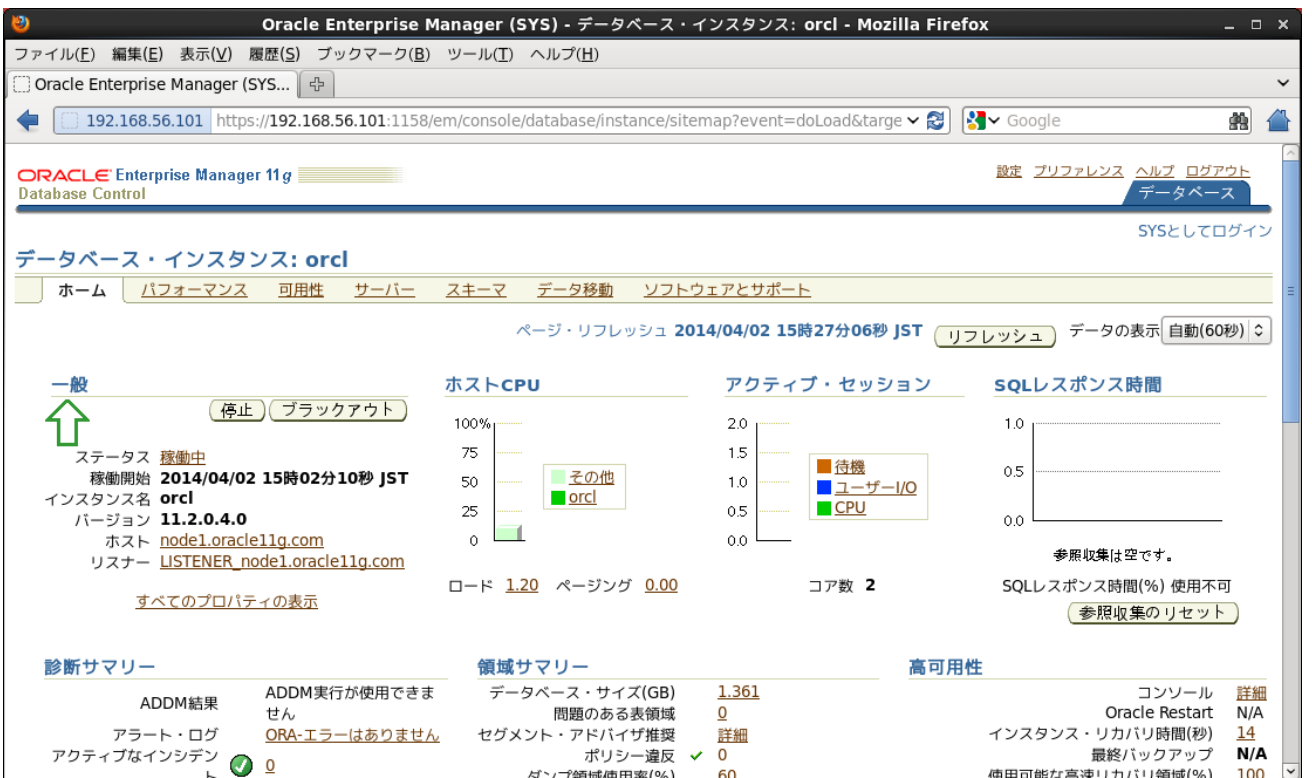 Oracle Enterprise Manager (SYS) - データベース・インスタンス: orcl - Mozilla Firefox
ファイル(F) 編集(E) 表示(V) 履歴(S) ブックマーク(B) ツール(T) ヘルプ(H)
Oracle Enterprise Manager (SYS...
192.168.56.101 https://192.168.56.101:1158/em/console/database/instance/sitemap?event=doLoad&targe Google
ORACLE Enterprise Manager 11g
Database Control
設定 プリファレンス ヘルプ ログアウト
データベース
SYSとしてログイン
データベース・インスタンス: orcl
ホーム パフォーマンス 可用性 サーバー スキーマ データ移動 ソフトウェアとサポート
ページ・リフレッシュ 2014/04/02 15時27分06秒 JST リフレッシュ データの表示 自動(60秒)
一般
停止 ブラックアウト
ステータス 稼働中
稼働開始 2014/04/02 15時02分10秒 JST
インスタンス名 orcl
バージョン 11.2.0.4.0
ホスト node1.oracle11g.com
リスナー LISTENER_node1.oracle11g.com
すべてのプロパティの表示
ホストCPU
100%
75
50
25
0
その他
orcl
ロード 1.20 ページング 0.00
アクティブ・セッション
2.0
1.5
1.0
0.5
0.0
待機
ユーザーI/O
CPU
コア数 2
SQLレスポンス時間
1.0
0.5
0.0
参照収集は空です。
SQLレスポンス時間(%) 使用不可
参照収集のリセット
診断サマリー
ADDM結果 ADDM実行が使用できま
せん
アラート・ログ ORA-エラーはありません
アクティブなインシデン
ト 0
領域サマリー
データベース・サイズ(GB) 1.361
問題のある表領域 0
セグメント・アドバイザ推奨 詳細
ポリシー違反 0
ダンプ領域使用率(%) 60
高可用性
コンソール 詳細
Oracle Restart N/A
インスタンス・リカバリ時間(秒) 14
最終バックアップ N/A
使用可能な高速リカバリ領域(%) 100